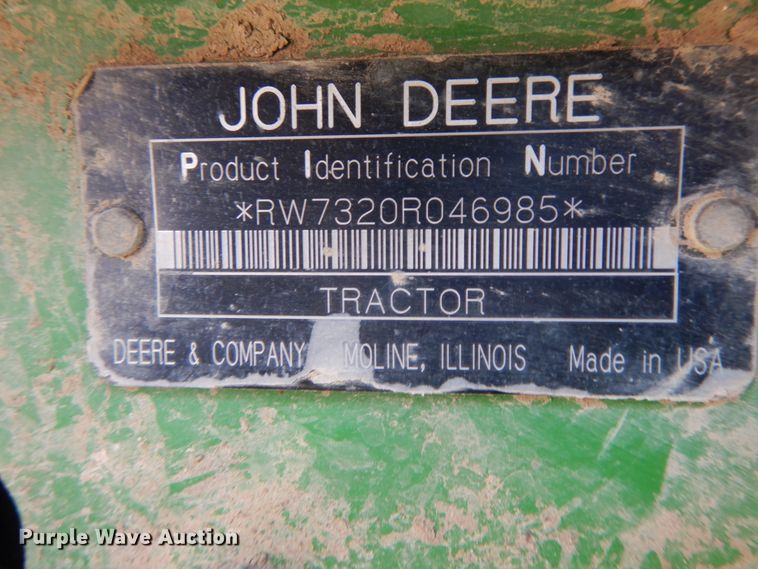 JOHN DEERE
Product Identification Number
*RW7320R046985*
TRACTOR
DEERE & COMPANY MOLINE, ILLINOIS Made in USA
Purple Wave Auction